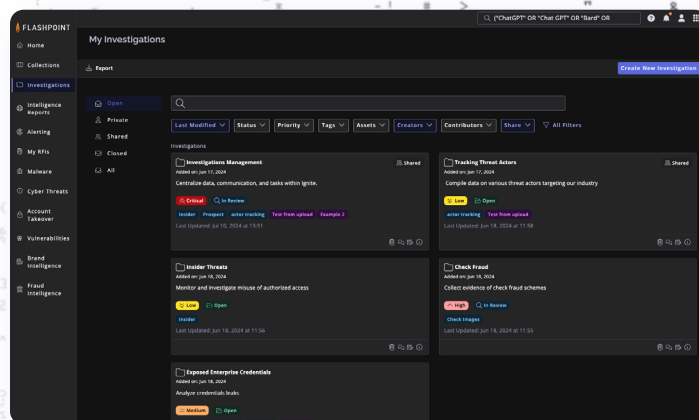 FLASHPOINT
("ChatGPT" OR "Chat GPT" OR "Bard" OR
Home
Collections
Investigations
Intelligence
Reports
Alerting
My RFIs
Malware
Cyber Threats
Account
Takeover
Vulnerabilities
Brand
Intelligence
Fraud
Intelligence
My Investigations
Export
Create New Investigation
Open
Private
Shared
Closed
All
Last Modified Status Priority Tags Assets Creators Contributors Share All Filters
Investigations
Investigations Management Shared
Added on: Jun 17, 2024
Centralize data, communication, and tasks within Ignite.
Critical In Review
Insider Prospect actor tracking Test from upload Example 2
Last Updated: Jul 10, 2024 at 13:51
Tracking Threat Actors Shared
Added on: Jun 17, 2024
Compile data on various threat actors targeting our industry
Low Open
actor tracking Test from upload
Last Updated: Jun 18, 2024 at 11:58
Insider Threats
Added on: Jun 18, 2024
Monitor and investigate misuse of authorized access
Low Open
Insider
Last Updated: Jun 18, 2024 at 11:56
Check Fraud
Added on: Jun 18, 2024
Collect evidence of check fraud schemes
High In Review
Check Images
Last Updated: Jun 18, 2024 at 11:55
Exposed Enterprise Credentials
Added on: Jun 18, 2024
Analyze credentials leaks
Medium Open